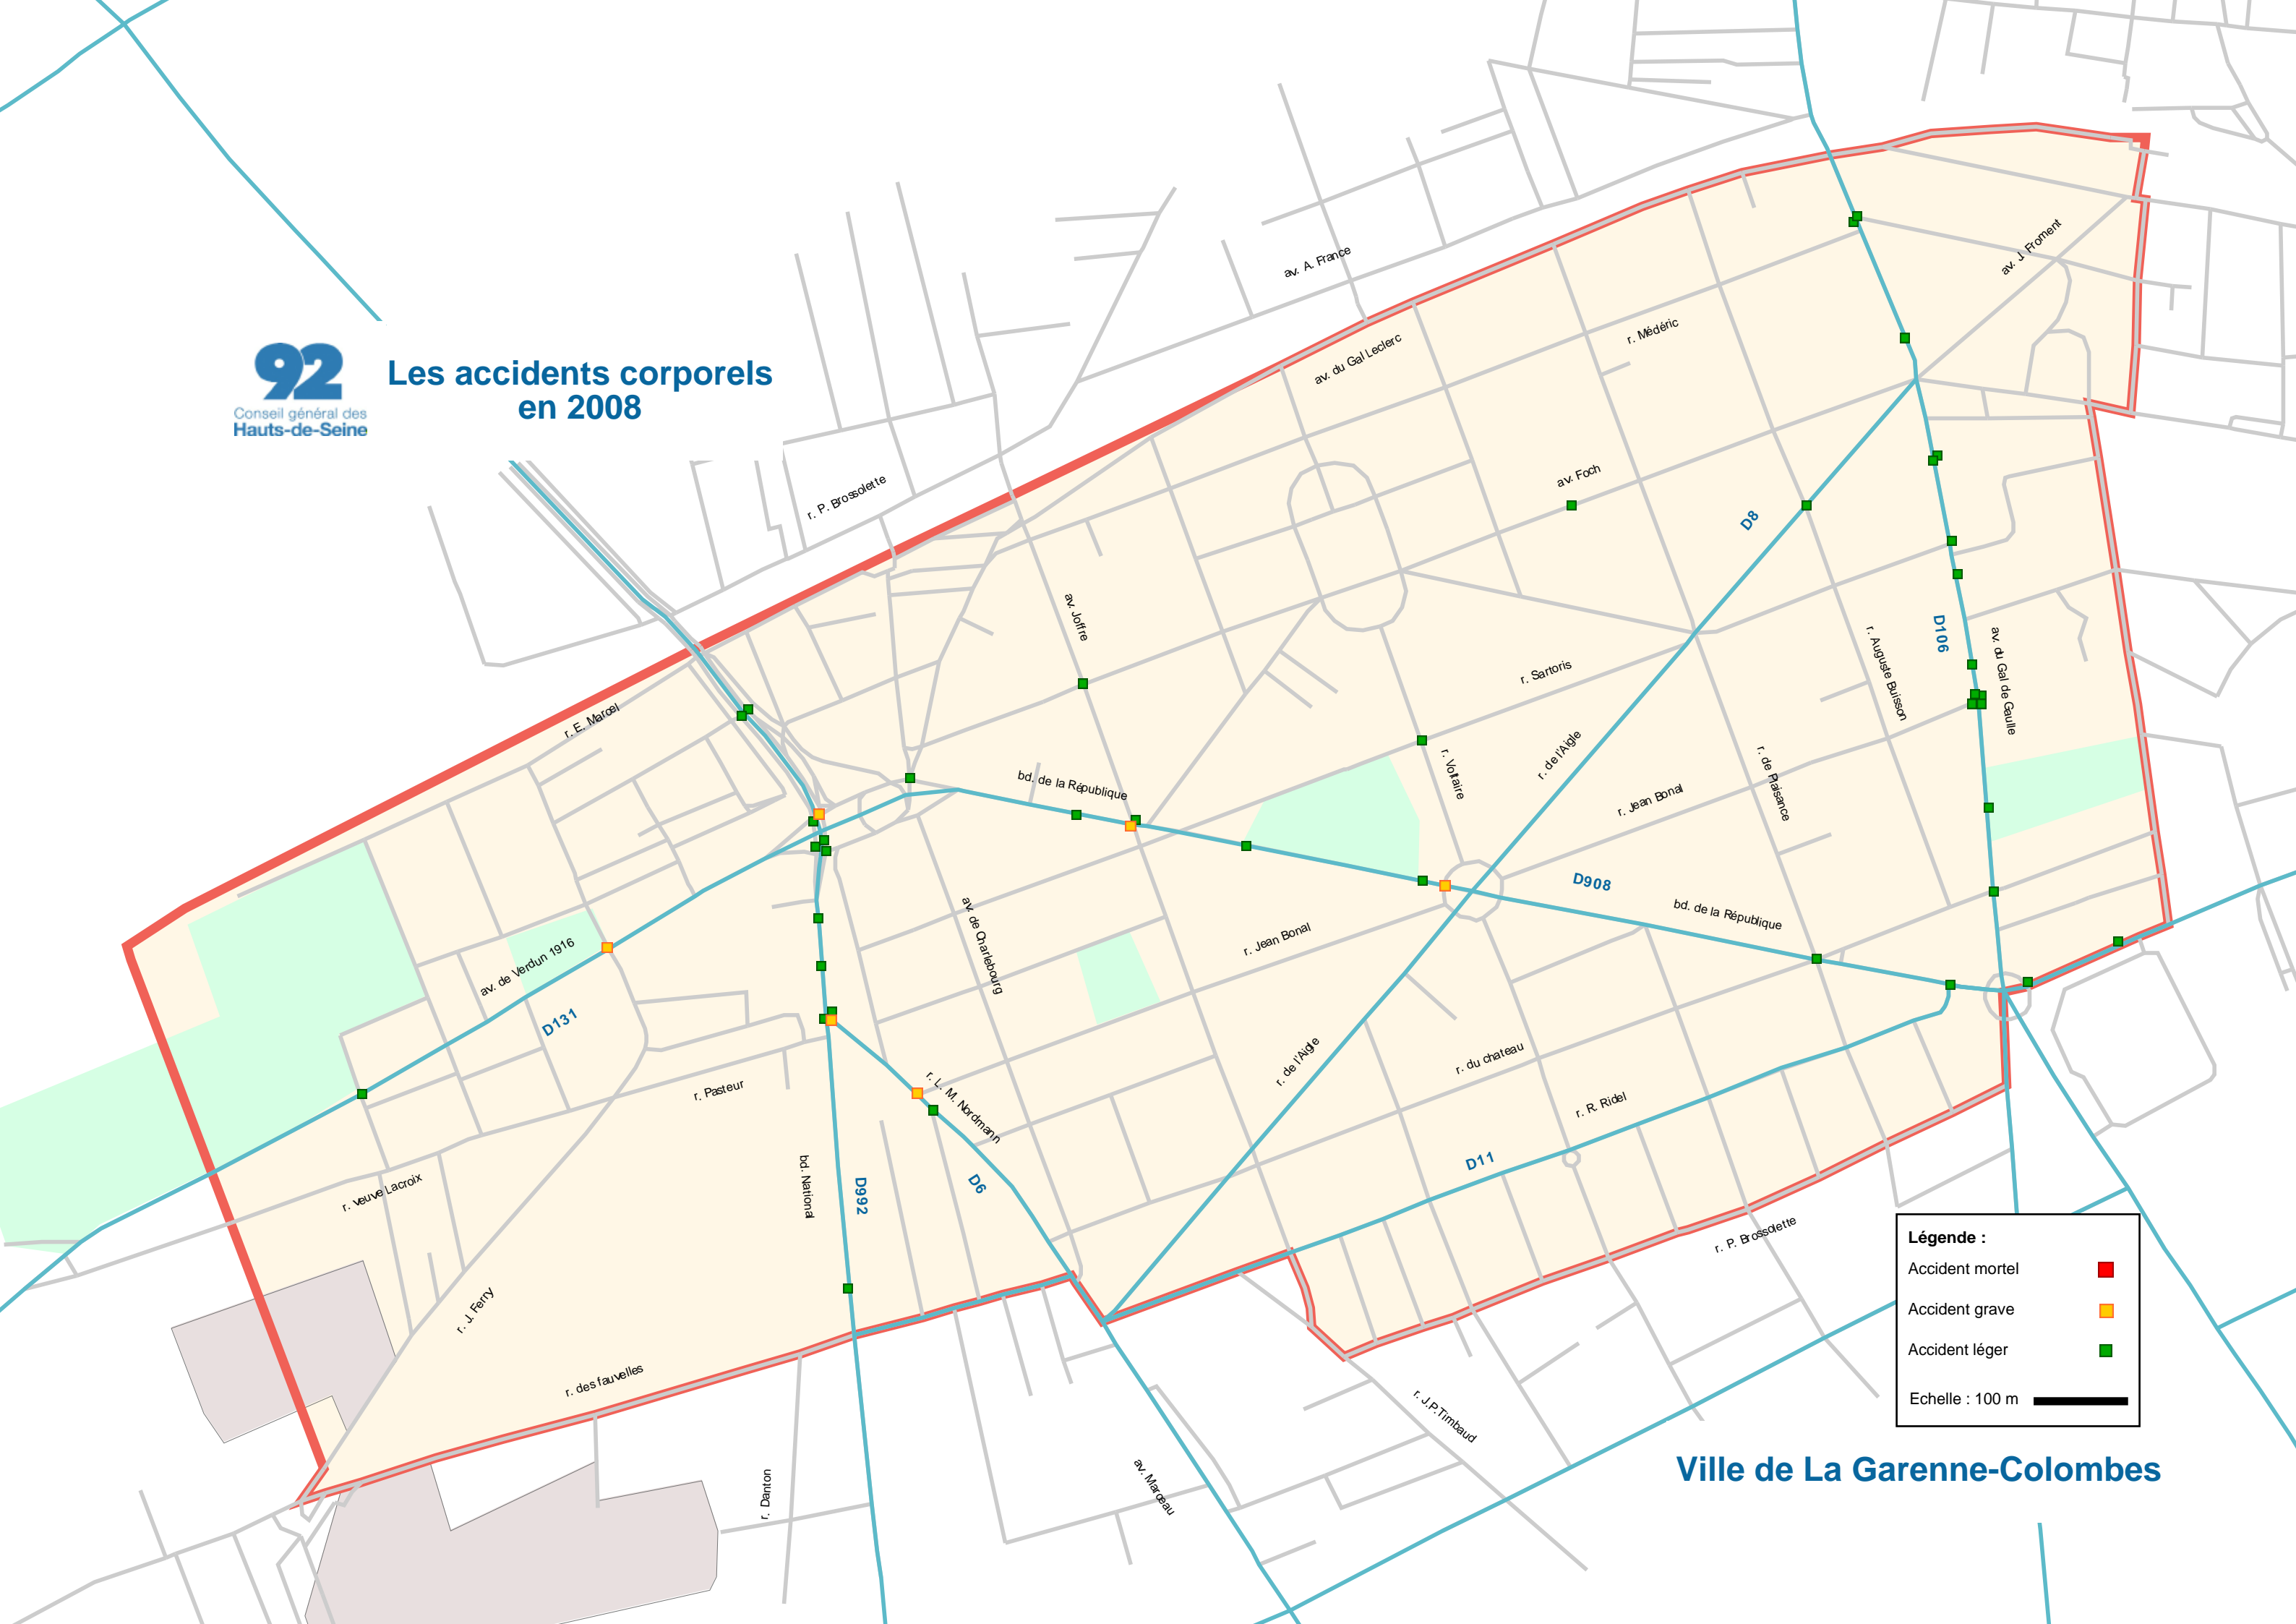 92
Conseil général des
Hauts-de-Seine
Les accidents corporels
en 2008
av. A. France
av. J. Froment
r. Médéric
av. du Gal Leclerc
r. P. Brossolette
av. Foch
D8
av. Joffre
D106
av. du Gal de Gaulle
r. Auguste Buisson
r. Sartoris
r. E. Marcel
r. de l'Aigle
r. Voltaire
r. de Plaisance
bd. de la République
r. Jean Bonal
D908
bd. de la République
av. de Charlebourg
r. Jean Bonal
av. de Verdun 1916
D131
r. de l'Aigle
r. du chateau
r. Pasteur
r. L. M. Nordmann
r. R. Ridel
D11
r. veuve Lacroix
bd. National
D992
D6
r. P. Brossolette
r. J. Ferry
r. des fauvelles
r. J.P.Timbaud
r. Danton
av. Marceau
Légende :
Accident mortel
Accident grave
Accident léger
Echelle : 100 m
Ville de La Garenne-Colombes